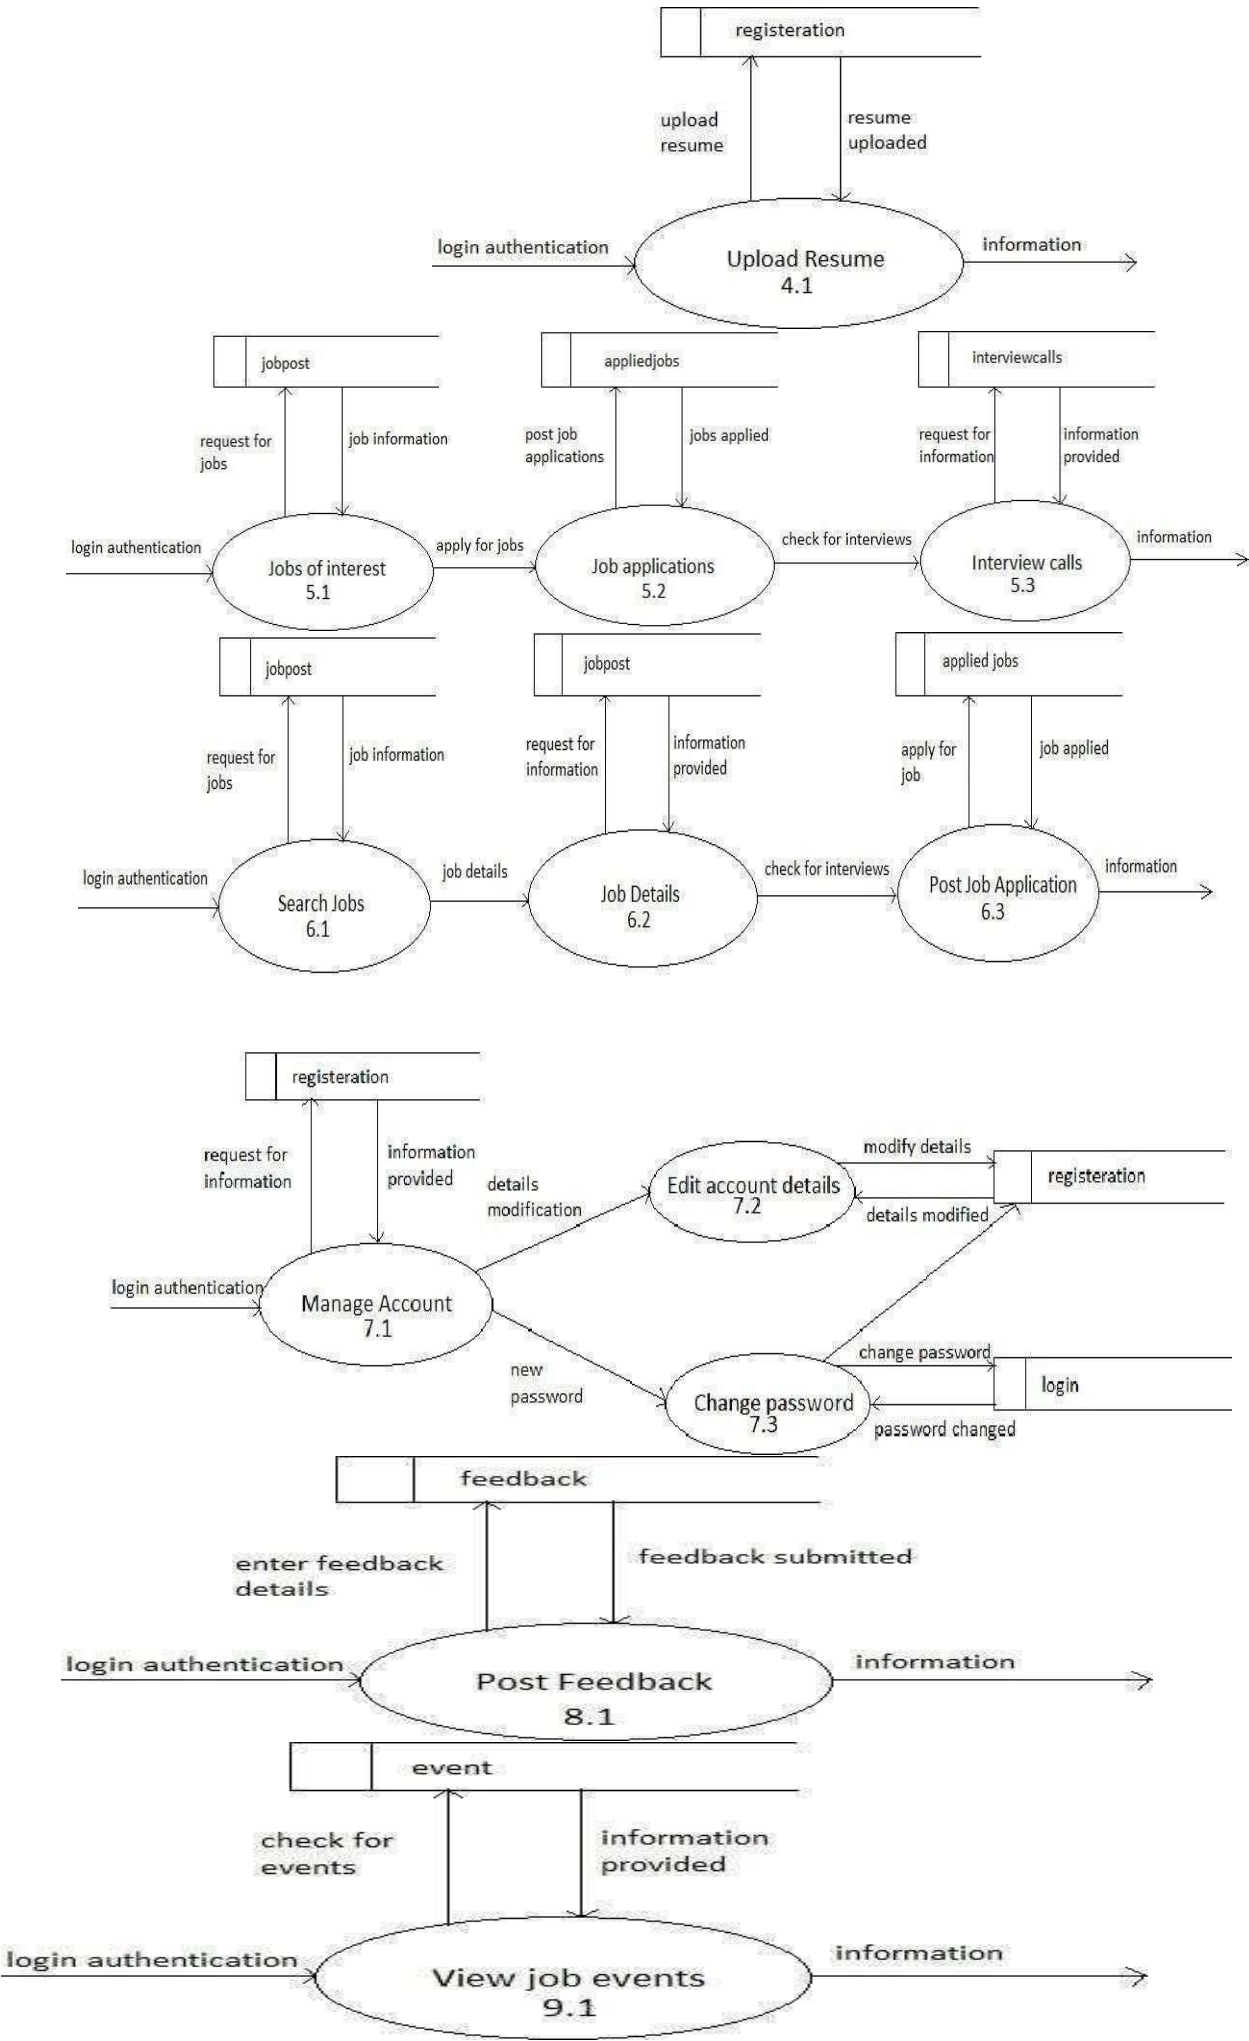 registeration
upload
resume
resume
uploaded
login authentication
information
Upload Resume
4.1
jobpost
appliedjobs
interviewcalls
request for
jobs
job information
post job
applications
jobs applied
request for
information
information
provided
login authentication
apply for jobs
check for interviews
information
Jobs of interest
5.1
Job applications
5.2
Interview calls
5.3
jobpost
jobpost
applied jobs
request for
jobs
job information
request for
information
information
provided
apply for
job
job applied
login authentication
job details
check for interviews
information
Search Jobs
6.1
Job Details
6.2
Post Job Application
6.3
registeration
request for
information
information
provided
details
modification
modify details
Edit account details
7.2
registeration
details modified
login authentication
Manage Account
7.1
new
password
change password
login
Change password
7.3
password changed
feedback
enter feedback
details
feedback submitted
login authentication
information
Post Feedback
8.1
event
check for
events
information
provided
login authentication
information
View job events
9.1